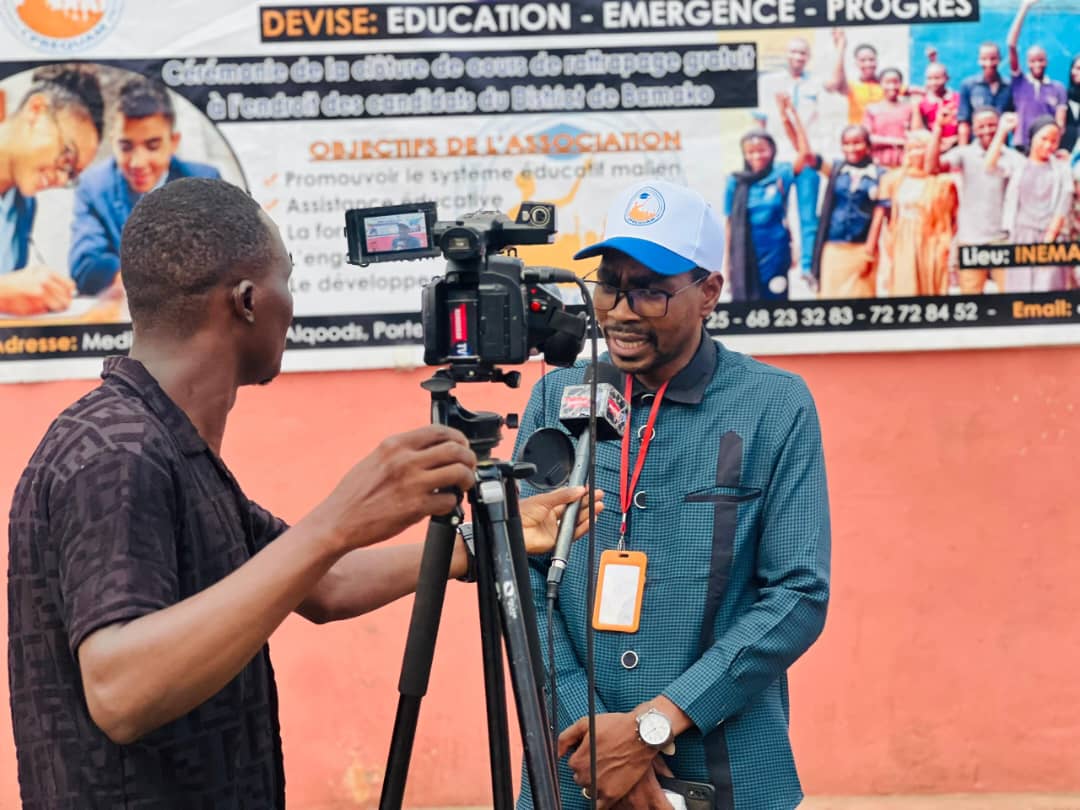 DEVISE: EDUCATION - EMERGENCE - PROGRES
Cérémonie de la clôture de cours de rattrapage gratuit
à l'endroit des candidats du District de Bamako
OBJECTIFS DE L'ASSOCIATION
Promouvoir le système éducatif malien
Assistance éducative
La for
L'eng
Le développe
Lieu: INEMA
Adresse: Med
Alqoods, Porte
25 - 68 23 32 83 - 72 72 84 52 -
Email: